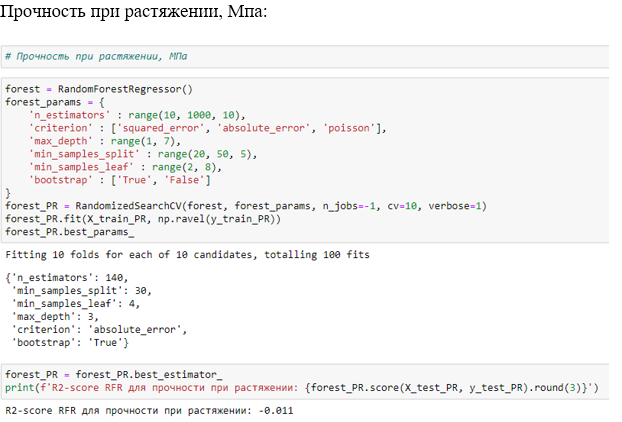 Прочность при растяжении, Мпа:
# Прочность при растяжении, МПа
forest = RandomForestRegressor()
forest_params = {
    'n_estimators' : range(10, 1000, 10),
    'criterion' : ['squared_error', 'absolute_error', 'poisson'],
    'max_depth' : range(1, 7),
    'min_samples_split' : range(20, 50, 5),
    'min_samples_leaf' : range(2, 8),
    'bootstrap' : ['True', 'False']
}
forest_PR = RandomizedSearchCV(forest, forest_params, n_jobs=-1, cv=10, verbose=1)
forest_PR.fit(X_train_PR, np.ravel(y_train_PR))
forest_PR.best_params_
Fitting 10 folds for each of 10 candidates, totalling 100 fits
{'n_estimators': 140,
 'min_samples_split': 30,
 'min_samples_leaf': 4,
 'max_depth': 3,
 'criterion': 'absolute_error',
 'bootstrap': 'True'}
forest_PR = forest_PR.best_estimator_
print(f'R2-score RFR для прочности при растяжении: {forest_PR.score(X_test_PR, y_test_PR).round(3)}')
R2-score RFR для прочности при растяжении: -0.011